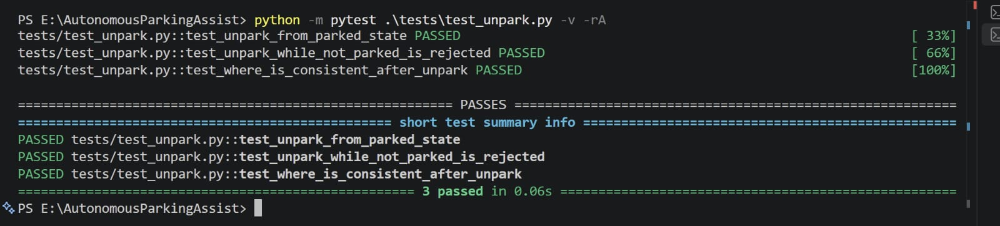 PS E:\AutonomousParkingAssist> python -m pytest .\tests\test_unpark.py -v -rA
tests/test_unpark.py::test_unpark_from_parked_state PASSED [ 33%]
tests/test_unpark.py::test_unpark_while_not_parked_is_rejected PASSED [ 66%]
tests/test_unpark.py::test_where_is_consistent_after_unpark PASSED [100%]
========================================================= PASSES ==========================================================
================================================= short test summary info =================================================
PASSED tests/test_unpark.py::test_unpark_from_parked_state
PASSED tests/test_unpark.py::test_unpark_while_not_parked_is_rejected
PASSED tests/test_unpark.py::test_where_is_consistent_after_unpark
==================================================== 3 passed in 0.06s ====================================================
PS E:\AutonomousParkingAssist>